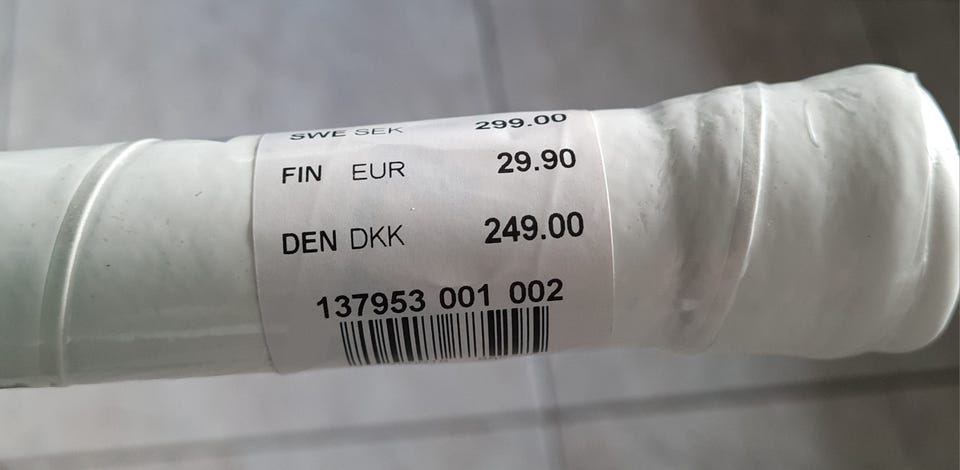 SWE SEK 299.00
FIN EUR 29.90
DEN DKK 249.00
137953 001 002